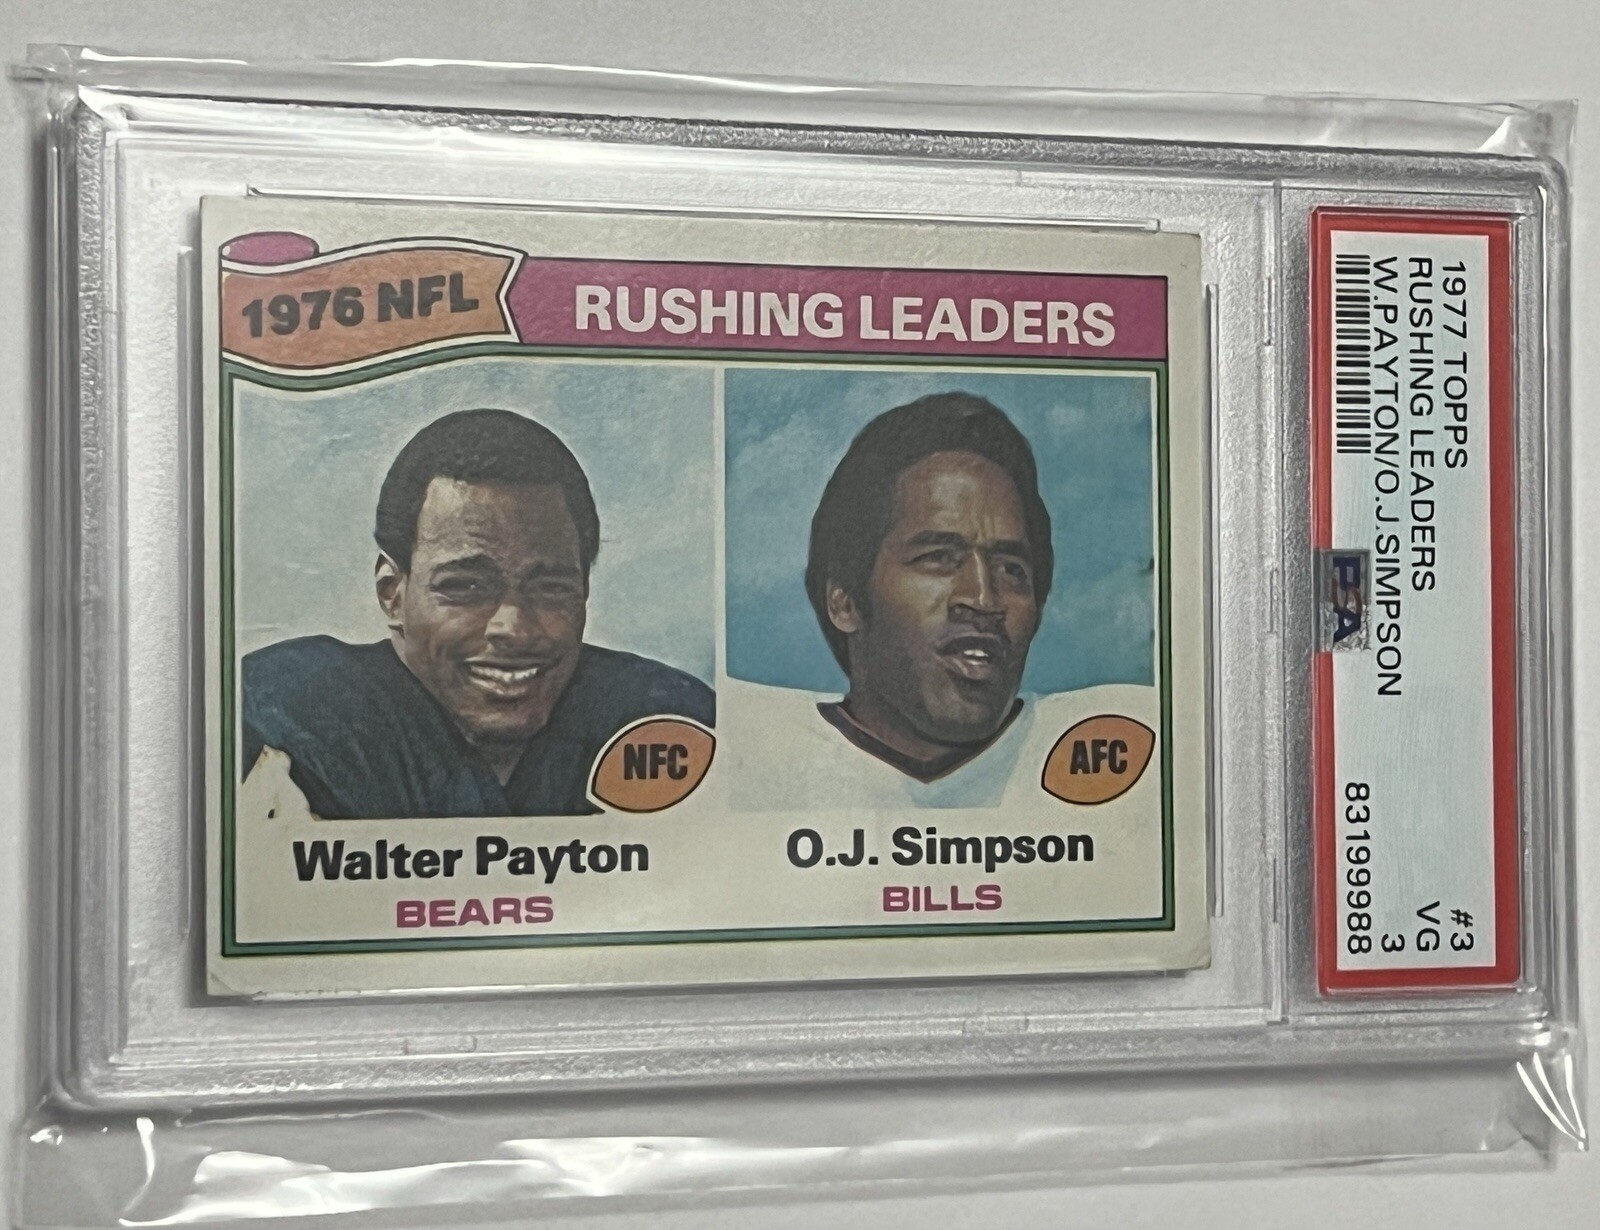 1976 NFL
RUSHING LEADERS
NFC
AFC
Walter Payton
BEARS
O.J. Simpson
BILLS
1977 TOPPS #3
RUSHING LEADERS VG
W.PAYTON/O.J.SIMPSON 3
PSA 83199988